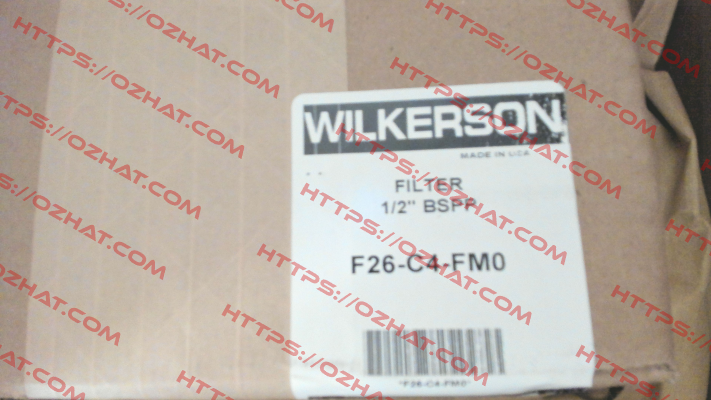 WILKERSON
MADE IN USA
FILTER
1/2" BSPP
F26-C4-FM0
"F26-C4-FM0"
HTTPS://OZHAT.COM